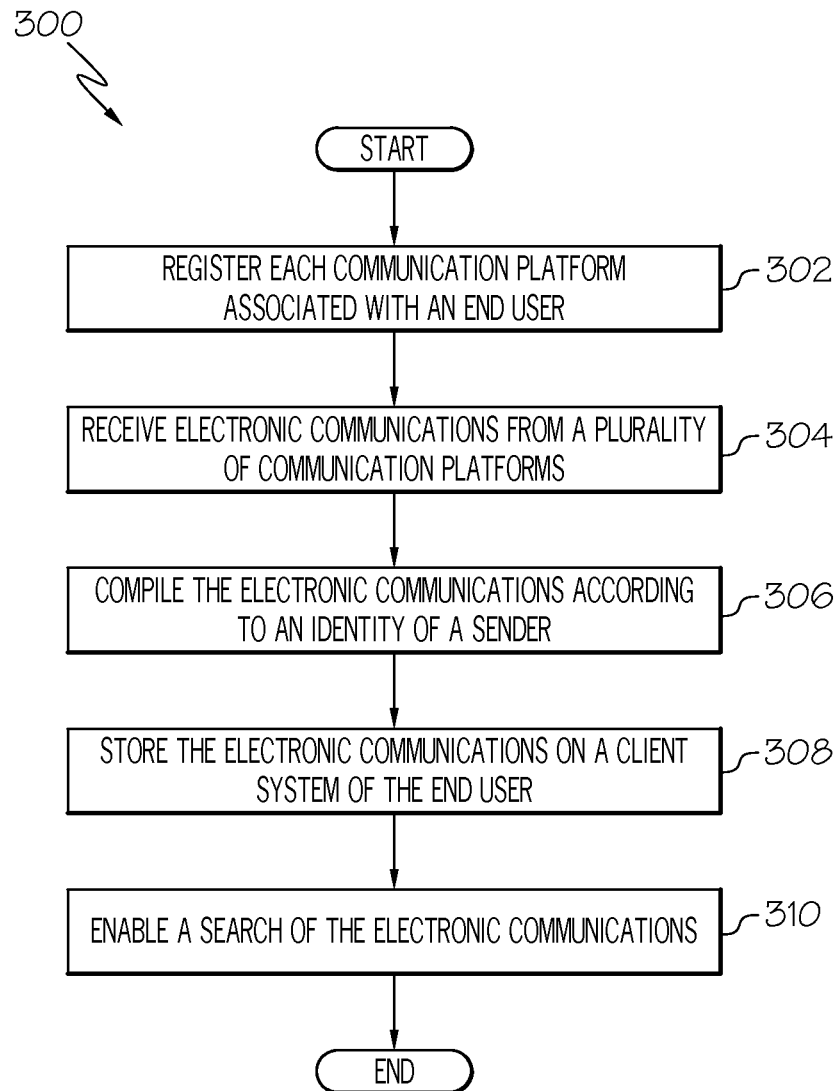 300
START
REGISTER EACH COMMUNICATION PLATFORM
ASSOCIATED WITH AN END USER
302
RECEIVE ELECTRONIC COMMUNICATIONS FROM A PLURALITY
OF COMMUNICATION PLATFORMS
304
COMPILE THE ELECTRONIC COMMUNICATIONS ACCORDING
TO AN IDENTITY OF A SENDER
306
STORE THE ELECTRONIC COMMUNICATIONS ON A CLIENT
SYSTEM OF THE END USER
308
ENABLE A SEARCH OF THE ELECTRONIC COMMUNICATIONS
310
END